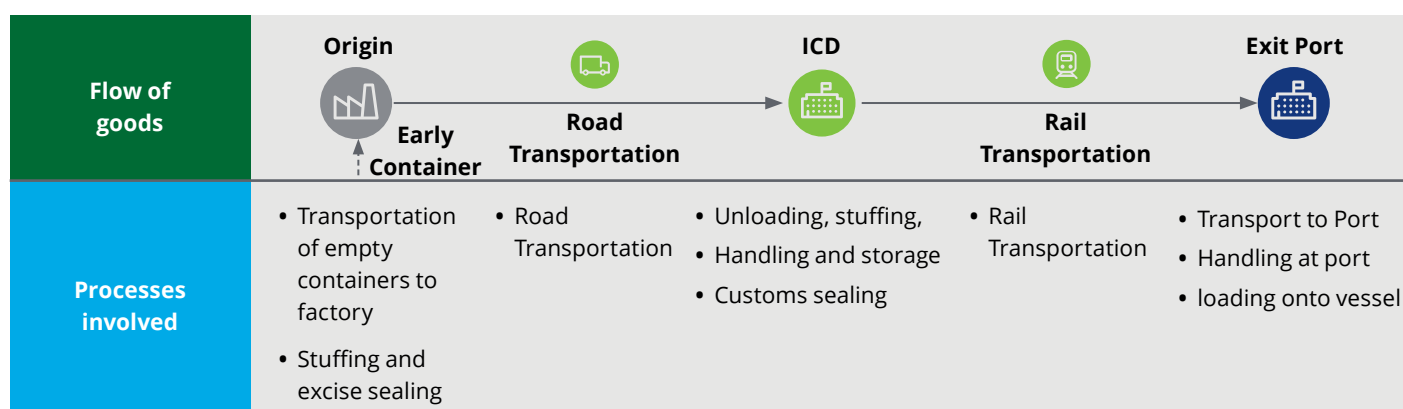 Flow of
goods
Origin
Early
Container
Road
Transportation
ICD
Rail
Transportation
Exit Port
Processes
involved
• Transportation
of empty
containers to
factory
• Stuffing and
excise sealing
• Road
Transportation
• Unloading, stuffing,
• Handling and storage
• Customs sealing
• Rail
Transportation
• Transport to Port
• Handling at port
• loading onto vessel